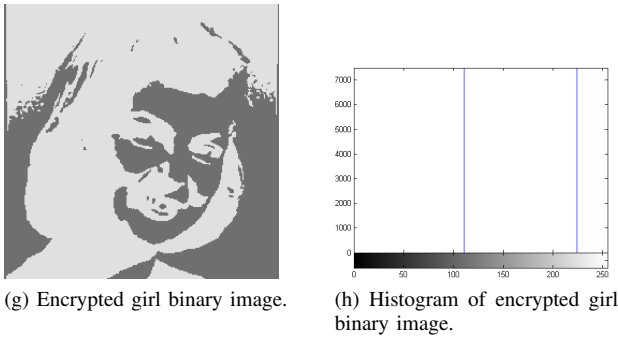 7000
6000
5000
4000
3000
2000
1000
0
0 50 100 150 200 250
(g) Encrypted girl binary image.
(h) Histogram of encrypted girl
binary image.